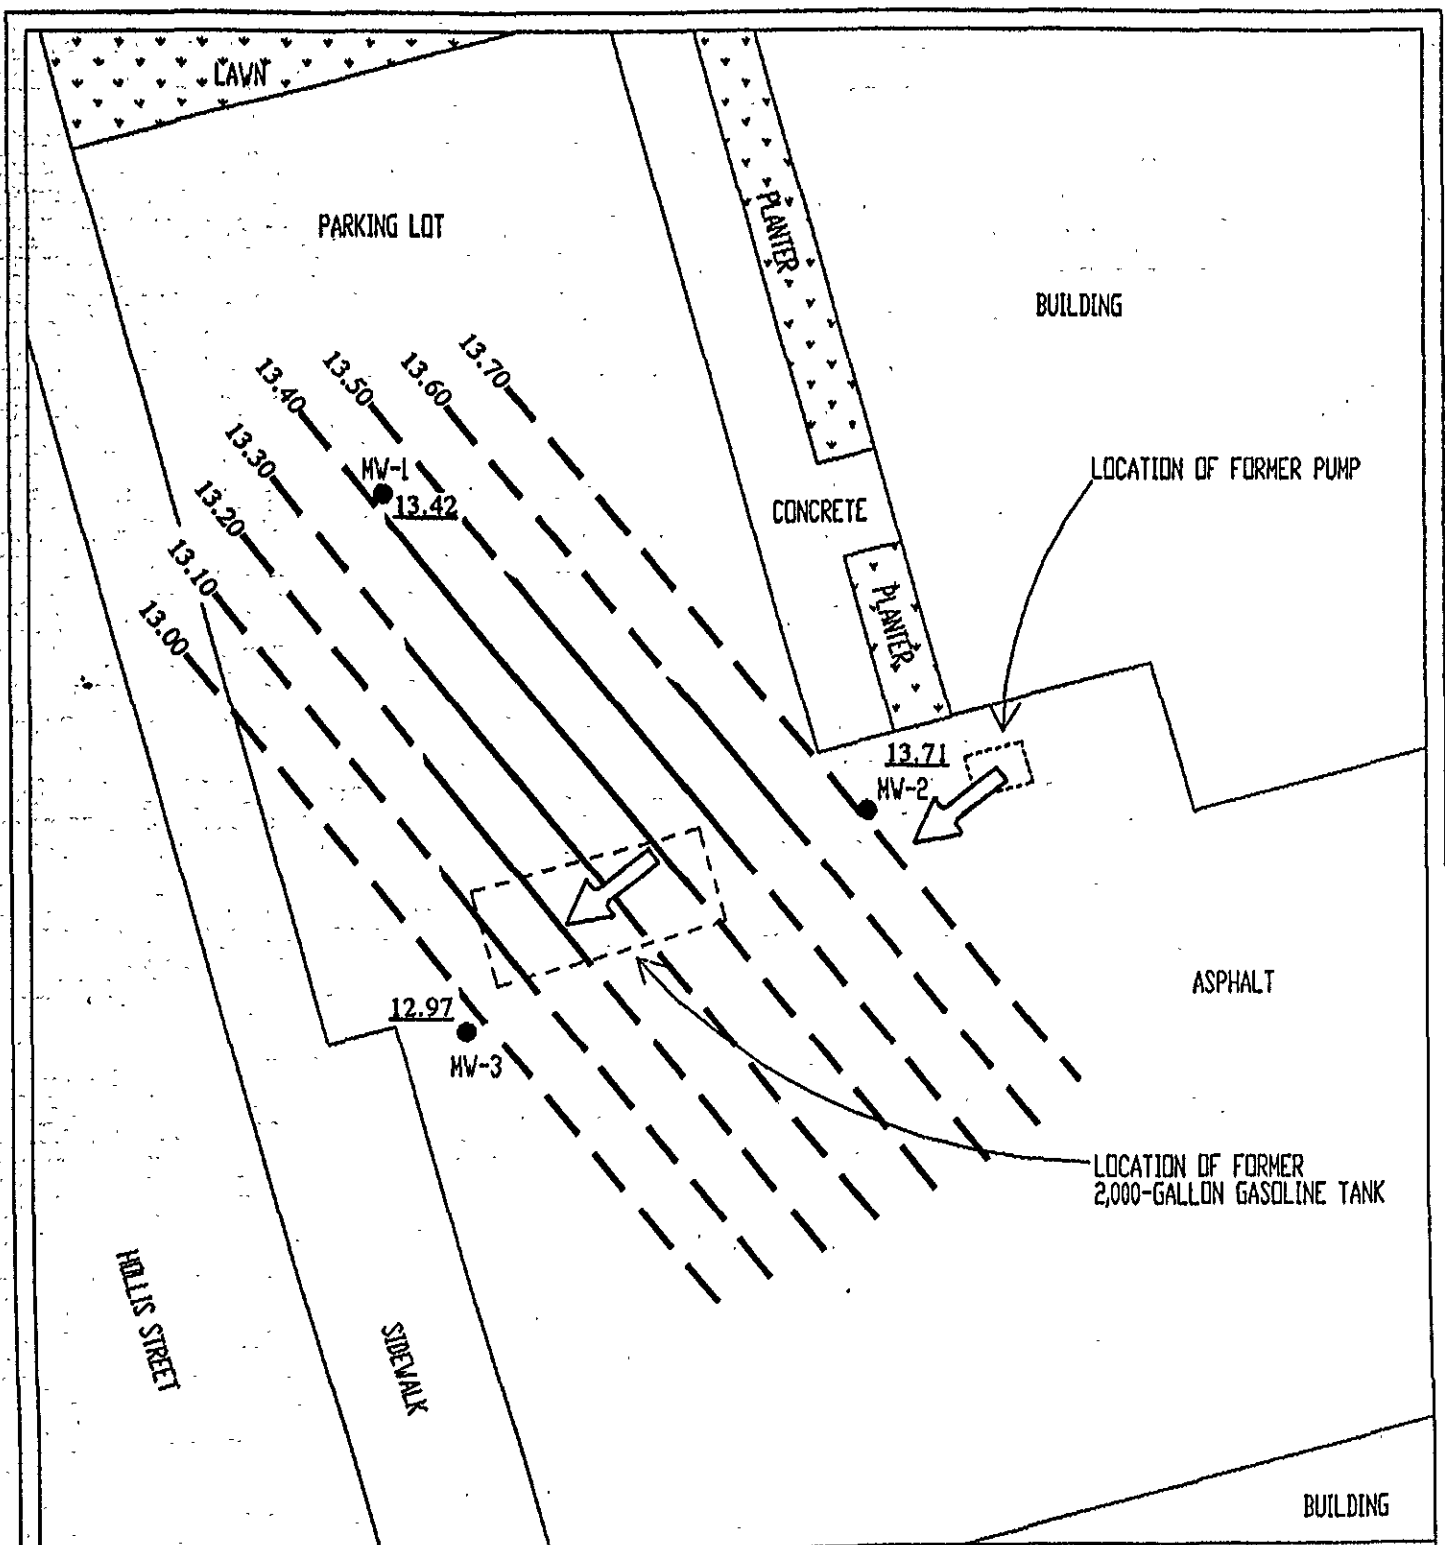 LAWN
PARKING LOT
PLANTER
BUILDING
13.70
13.60
13.50
13.40
13.30
13.20
13.10
13.00
MW-1
13.42
LOCATION OF FORMER PUMP
CONCRETE
PLANTER
13.71
MW-2
ASPHALT
12.97
MW-3
LOCATION OF FORMER
2,000-GALLON GASOLINE TANK
HOLLIS STREET
SIDEWALK
BUILDING